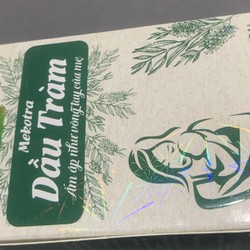 Mekotra
Dầu Tràm
Ấm áp như vòng tay của mẹ